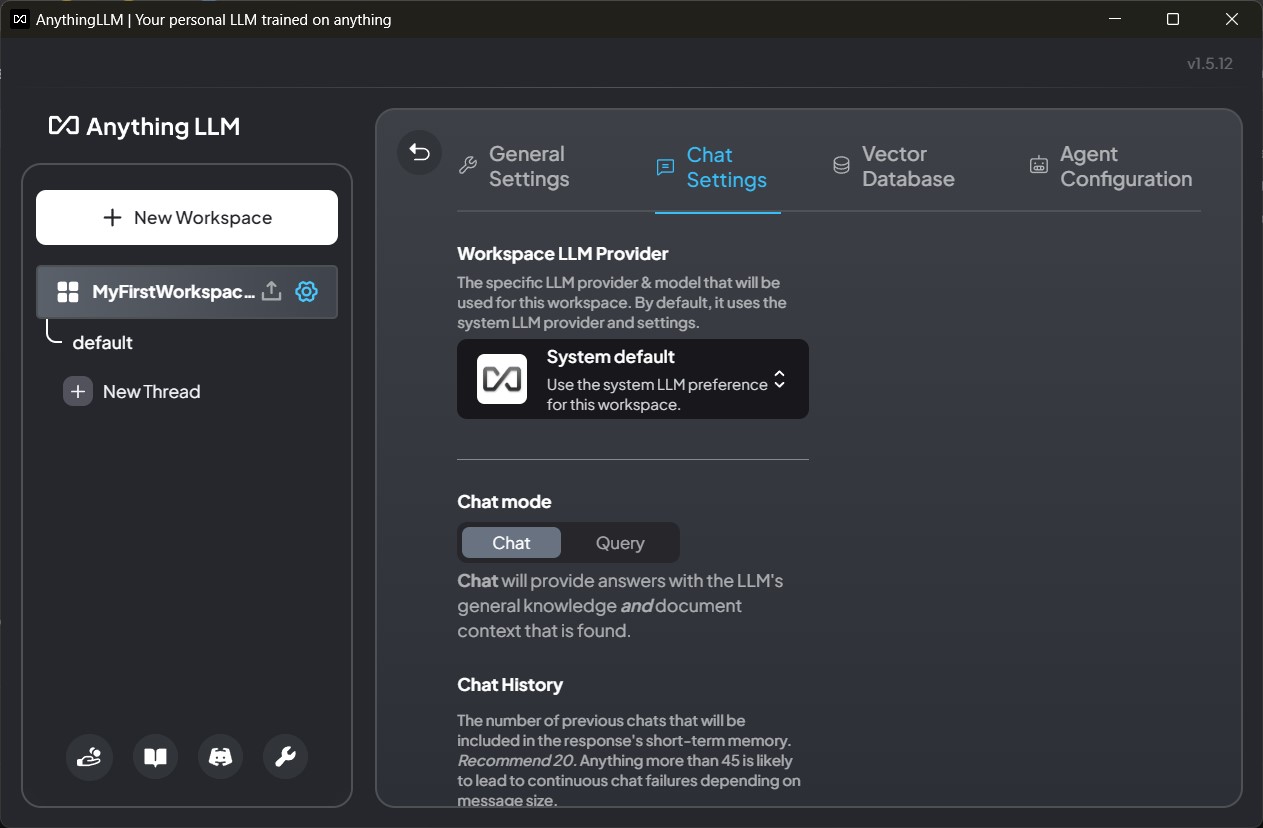 AnythingLLM | Your personal LLM trained on anything
v1.5.12
Anything LLM
New Workspace
MyFirstWorkspac...
default
New Thread
General
Settings
Chat
Settings
Vector
Database
Agent
Configuration
Workspace LLM Provider
The specific LLM provider & model that will be
used for this workspace. By default, it uses the
system LLM provider and settings.
System default
Use the system LLM preference
for this workspace.
Chat mode
Chat
Query
Chat will provide answers with the LLM's
general knowledge and document
context that is found.
Chat History
The number of previous chats that will be
included in the response's short-term memory.
Recommend 20. Anything more than 45 is likely
to lead to continuous chat failures depending on
message size.